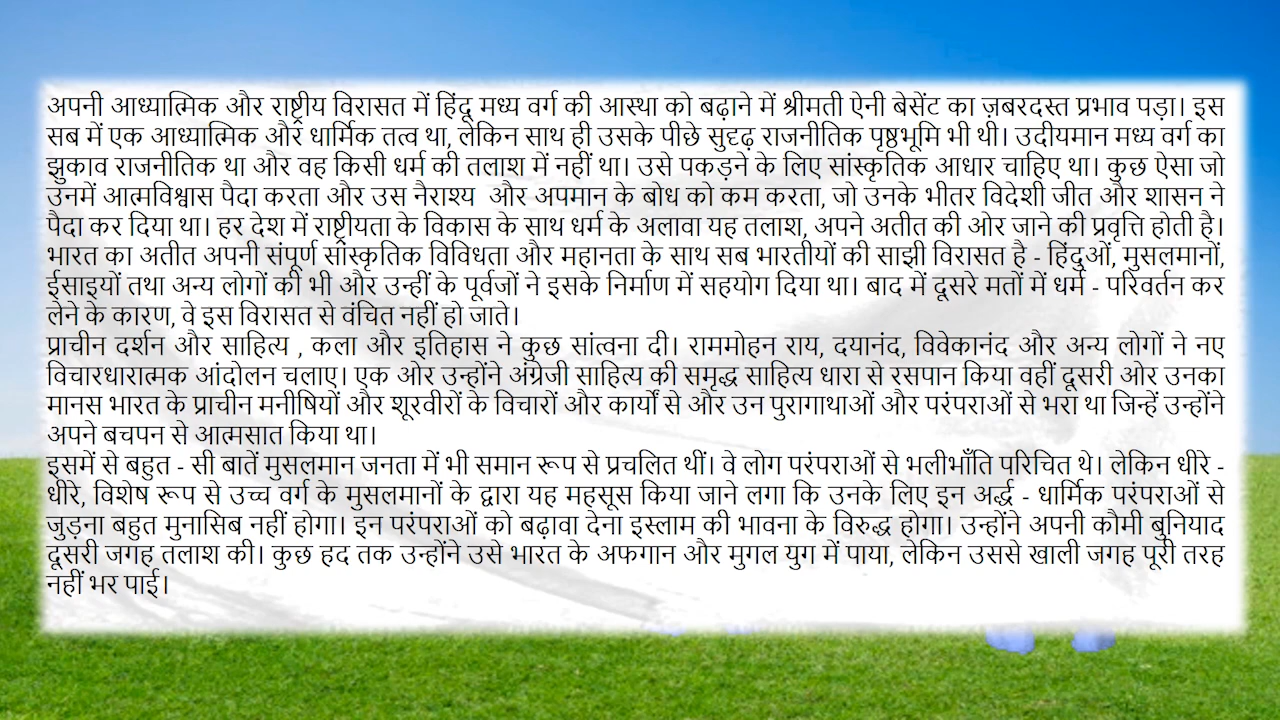 अपनी आध्यात्मिक और राष्ट्रीय विरासत में हिंदू मध्य वर्ग की आस्था को बढ़ाने में श्रीमती ऐनी बेसेंट का ज़बरदस्त प्रभाव पड़ा। इस
सब में एक आध्यात्मिक और धार्मिक तत्व था, लेकिन साथ ही उसके पीछे सुदृढ़ राजनीतिक पृष्ठभूमि भी थी। उदीयमान मध्य वर्ग का
झुकाव राजनीतिक था और वह किसी धर्म की तलाश में नहीं था। उसे पकड़ने के लिए सांस्कृतिक आधार चाहिए था। कुछ ऐसा जो
उनमें आत्मविश्वास पैदा करता और उस नैराश्य और अपमान के बोध को कम करता, जो उनके भीतर विदेशी जीत और शासन ने
पैदा कर दिया था। हर देश में राष्ट्रीयता के विकास के साथ धर्म के अलावा यह तलाश, अपने अतीत की ओर जाने की प्रवृत्ति होती है।
भारत का अतीत अपनी संपूर्ण सांस्कृतिक विविधता और महानता के साथ सब भारतीयों की साझी विरासत है - हिंदुओं, मुसलमानों,
ईसाइयों तथा अन्य लोगों की भी और उन्हीं के पूर्वजों ने इसके निर्माण में सहयोग दिया था। बाद में दूसरे मतों में धर्म - परिवर्तन कर
लेने के कारण, वे इस विरासत से वंचित नहीं हो जाते।
प्राचीन दर्शन और साहित्य , कला और इतिहास ने कुछ सांत्वना दी। राममोहन राय, दयानंद, विवेकानंद और अन्य लोगों ने नए
विचारधारात्मक आंदोलन चलाए। एक ओर उन्होंने अंग्रेजी साहित्य की समृद्ध साहित्य धारा से रसपान किया वहीं दूसरी ओर उनका
मानस भारत के प्राचीन मनीषियों और शूरवीरों के विचारों और कार्यों से और उन पुरागाथाओं और परंपराओं से भरा था जिन्हें उन्होंने
अपने बचपन से आत्मसात किया था।
इसमें से बहुत - सी बातें मुसलमान जनता में भी समान रूप से प्रचलित थीं। वे लोग परंपराओं से भलीभाँति परिचित थे। लेकिन धीरे -
धीरे, विशेष रूप से उच्च वर्ग के मुसलमानों के द्वारा यह महसूस किया जाने लगा कि उनके लिए इन अर्द्ध - धार्मिक परंपराओं से
जुड़ना बहुत मुनासिब नहीं होगा। इन परंपराओं को बढ़ावा देना इस्लाम की भावना के विरुद्ध होगा। उन्होंने अपनी कौमी बुनियाद
दूसरी जगह तलाश की। कुछ हद तक उन्होंने उसे भारत के अफगान और मुगल युग में पाया, लेकिन उससे खाली जगह पूरी तरह
नहीं भर पाई।